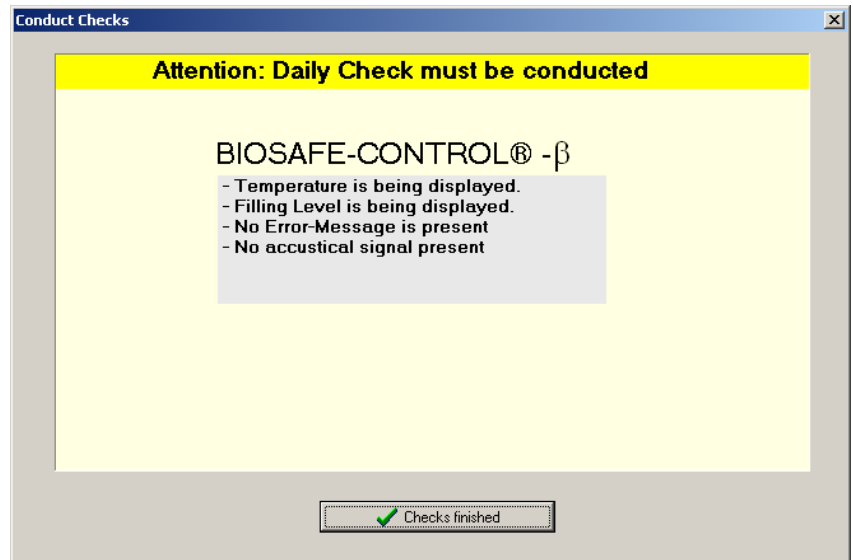 Conduct Checks
Attention: Daily Check must be conducted
BIOSAFE-CONTROL® -β
- Temperature is being displayed.
- Filling Level is being displayed.
- No Error-Message is present
- No accustical signal present
Checks finished